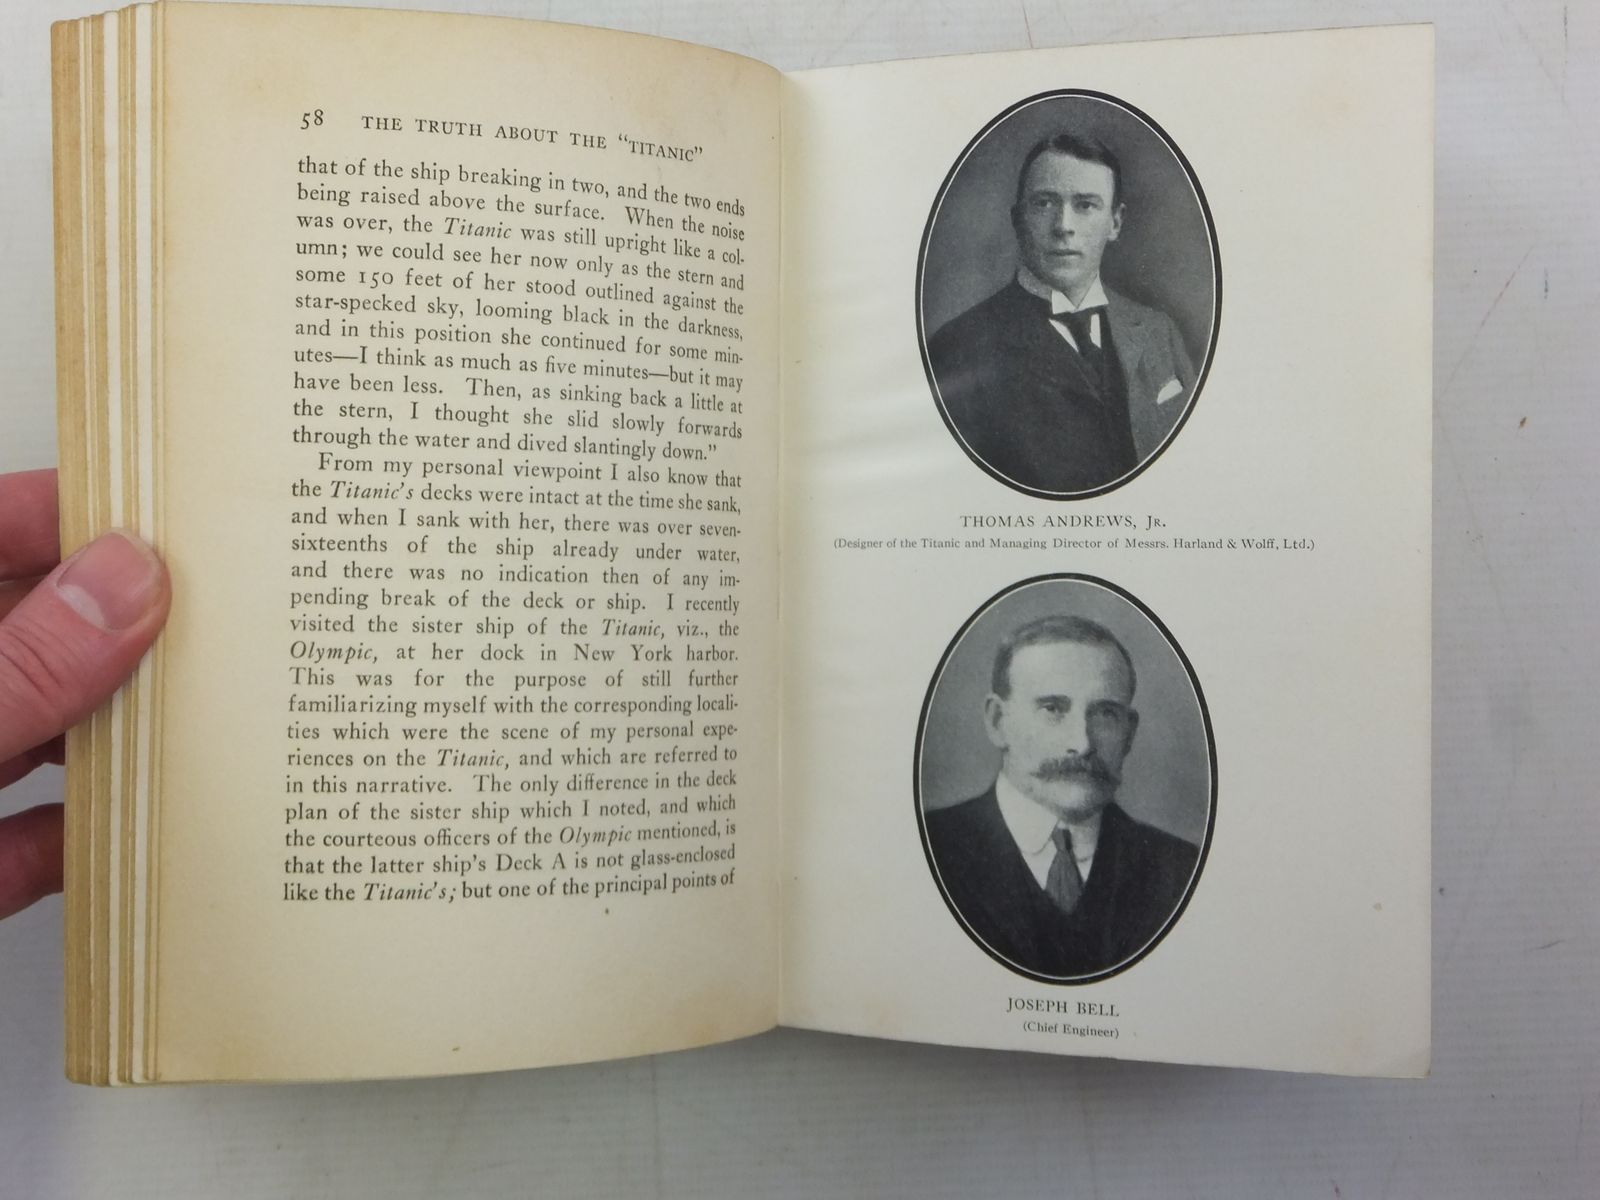 58 THE TRUTH ABOUT THE "TITANIC"
that of the ship breaking in two, and the two ends
being raised above the surface. When the noise
was over, the Titanic was still upright like a col-
umn; we could see her now only as the stern and
some 150 feet of her stood outlined against the
star-specked sky, looming black in the darkness,
and in this position she continued for some min-
utes—I think as much as five minutes—but it may
have been less. Then, as sinking back a little at
the stern, I thought she slid slowly forwards
through the water and dived slantingly down."
From my personal viewpoint I also know that
the Titanic's decks were intact at the time she sank,
and when I sank with her, there was over seven-
sixteenths of the ship already under water,
and there was no indication then of any im-
pending break of the deck or ship. I recently
visited the sister ship of the Titanic, viz., the
Olympic, at her dock in New York harbor.
This was for the purpose of still further
familiarizing myself with the corresponding locali-
ties which were the scene of my personal expe-
riences on the Titanic, and which are referred to
in this narrative. The only difference in the deck
plan of the sister ship which I noted, and which
the courteous officers of the Olympic mentioned, is
that the latter ship's Deck A is not glass-enclosed
like the Titanic's; but one of the principal points of
THOMAS ANDREWS, Jr.
(Designer of the Titanic and Managing Director of Messrs. Harland & Wolff, Ltd.)
JOSEPH BELL
(Chief Engineer)